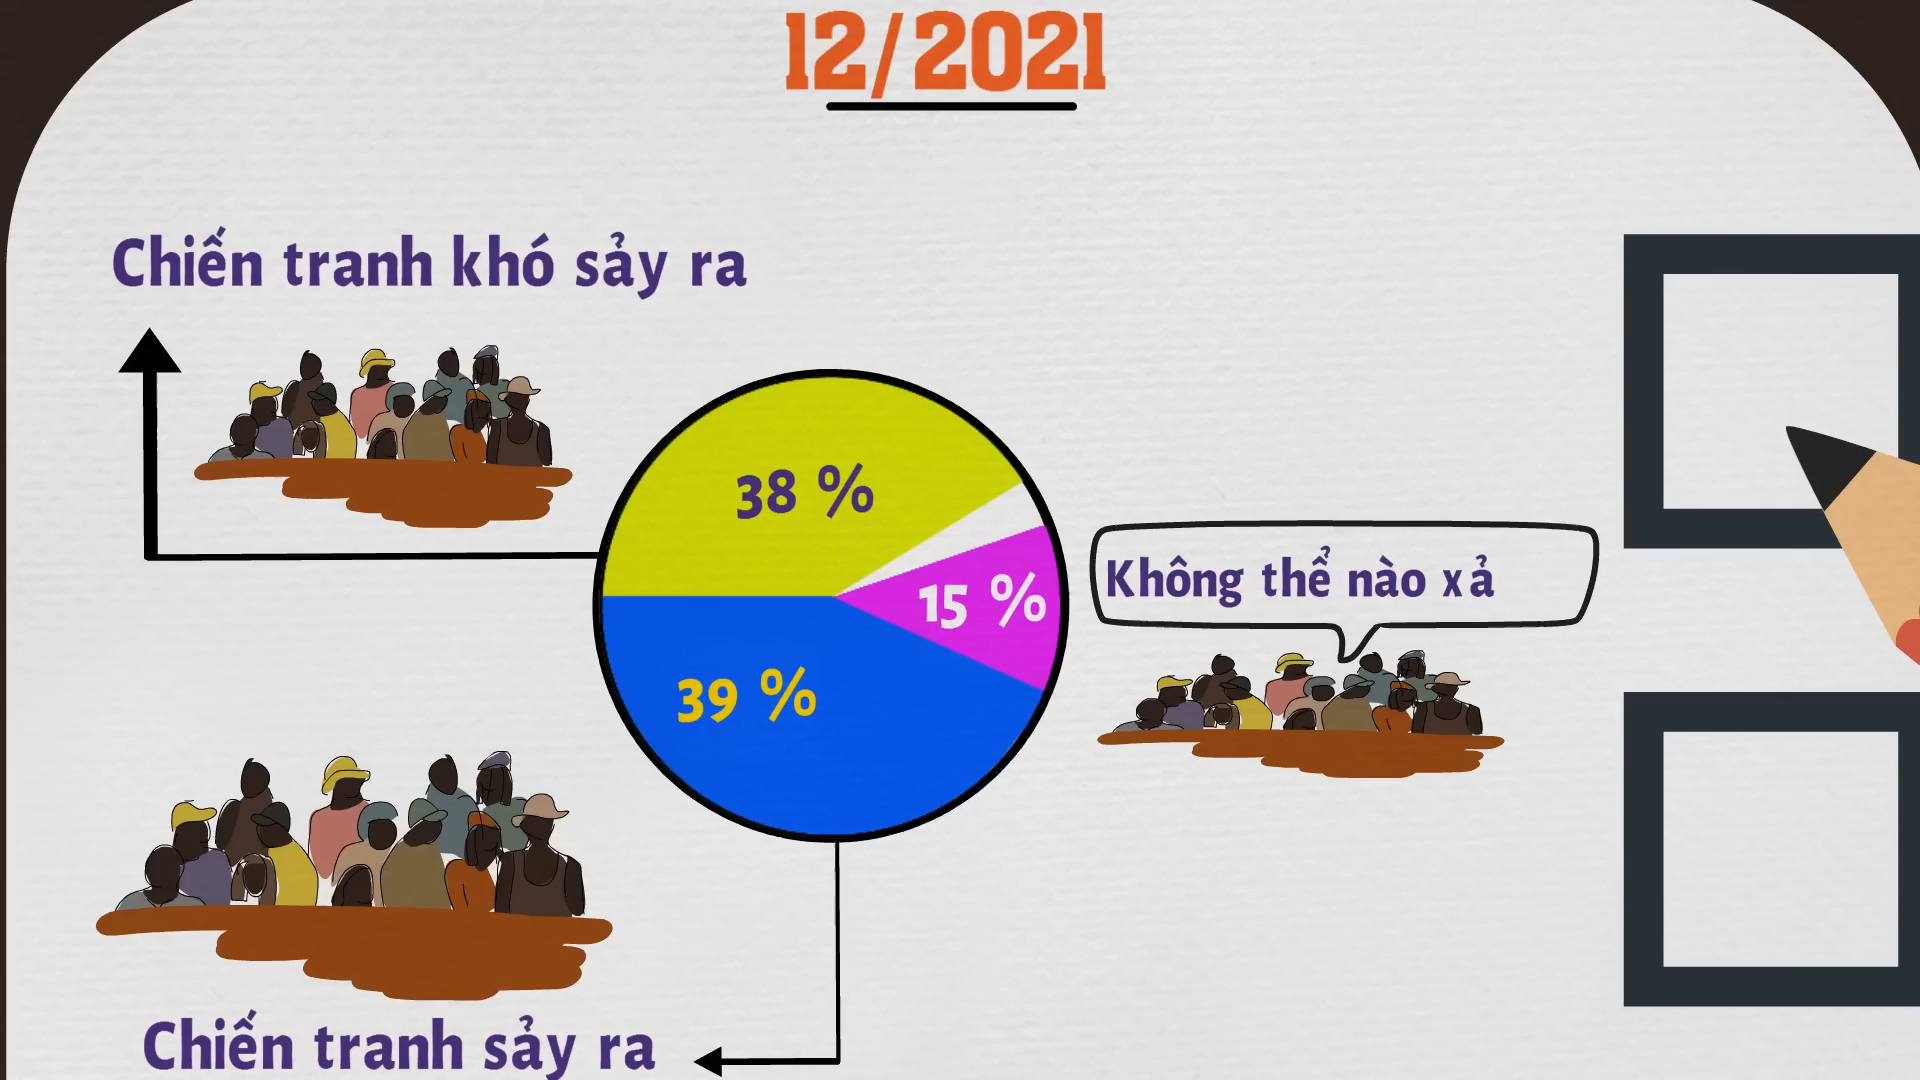 12/2021
Chiến tranh khó sảy ra
38 %
15 %
Không thể nào xả
39 %
Chiến tranh sảy ra